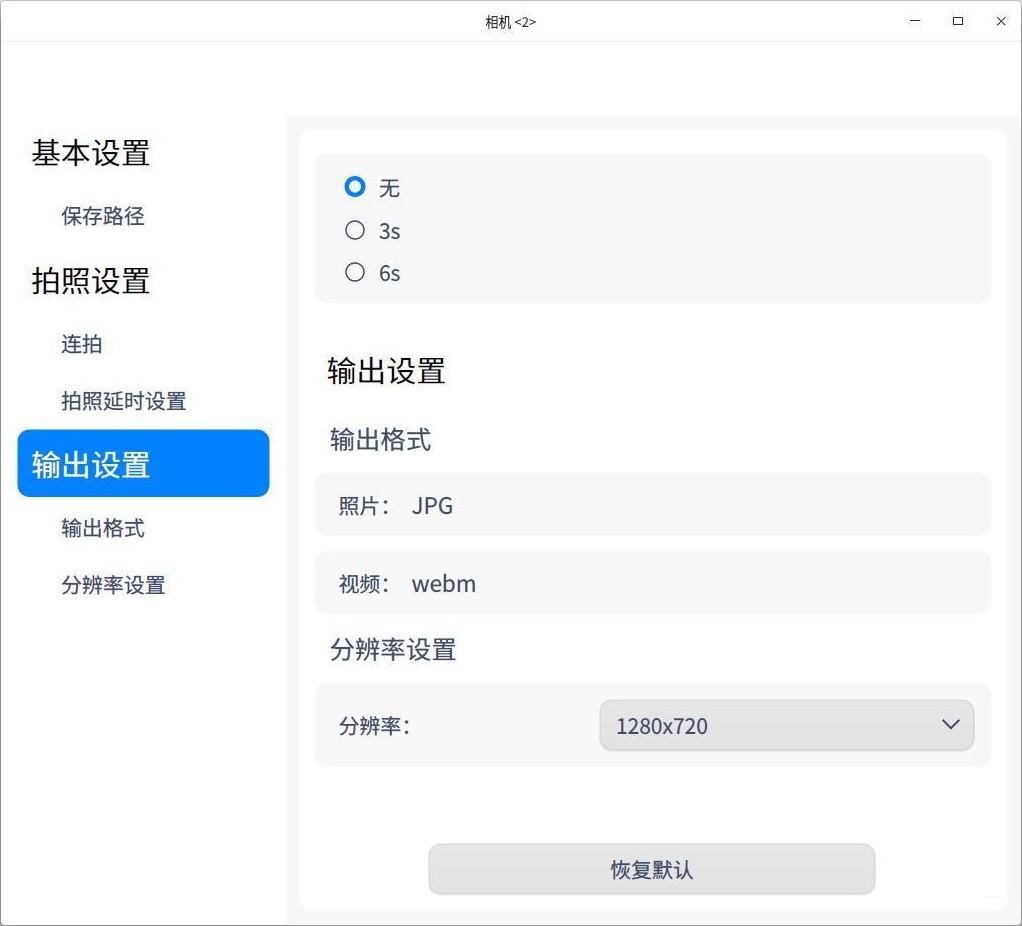 相机 <2>
基本设置
保存路径
拍照设置
连拍
拍照延时设置
输出设置
输出格式
分辨率设置
无
3s
6s
输出设置
输出格式
照片： JPG
视频： webm
分辨率设置
分辨率： 1280x720
恢复默认